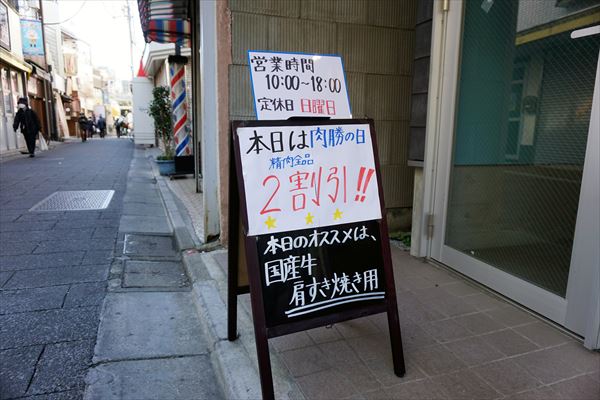 営業時間
10:00〜18:00
定休日 日曜日
本日は肉勝の日
精肉全品
2割引!!
本日のオススメは、
国産牛
肩すき焼き用